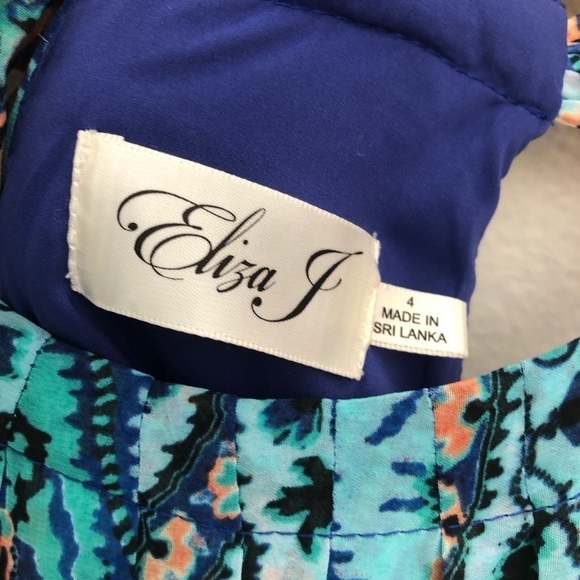 Eliza J
4
MADE IN
SRI LANKA